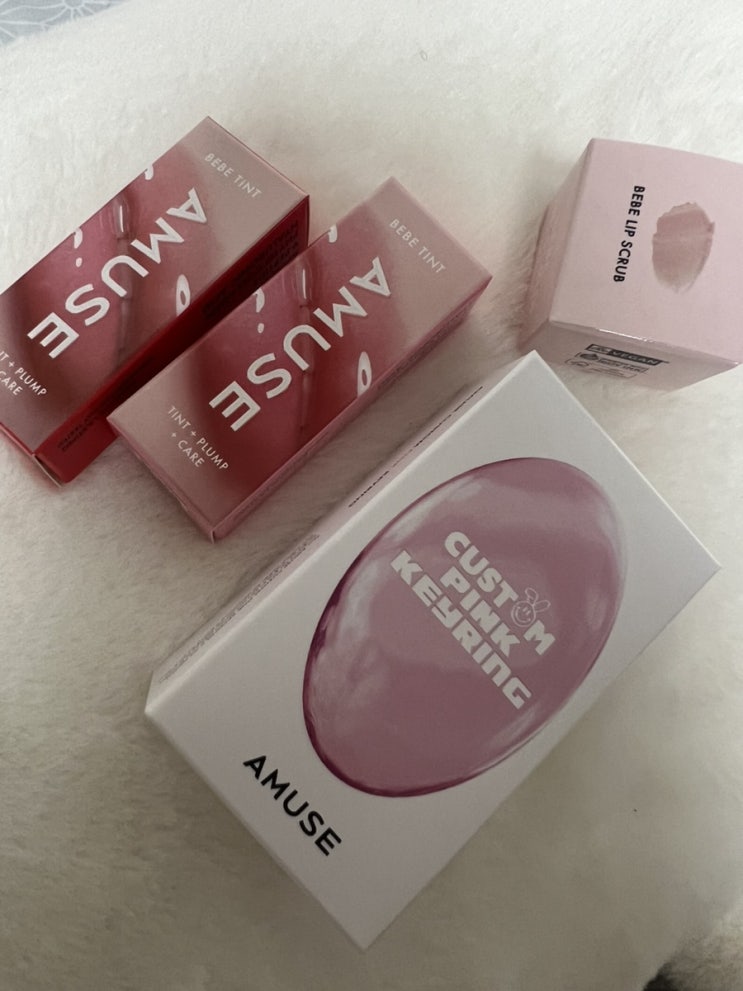 BEBE TINT
AMUSE
TINT + PLUMP
+ CARE
BEBE TINT
AMUSE
TINT + PLUMP
+ CARE
BEBE LIP SCRUB
VEGAN
CUSTOM
PINK
KEYRING
AMUSE